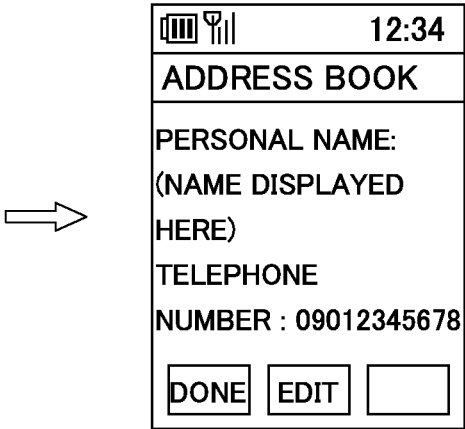 12:34
ADDRESS BOOK
PERSONAL NAME:
(NAME DISPLAYED
HERE)
TELEPHONE
NUMBER : 09012345678
DONE EDIT